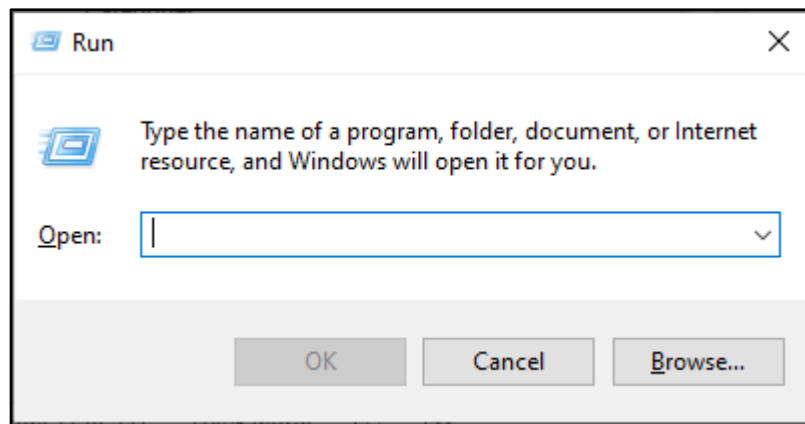 Run
Type the name of a program, folder, document, or Internet
resource, and Windows will open it for you.
Open:
OK
Cancel
Browse...